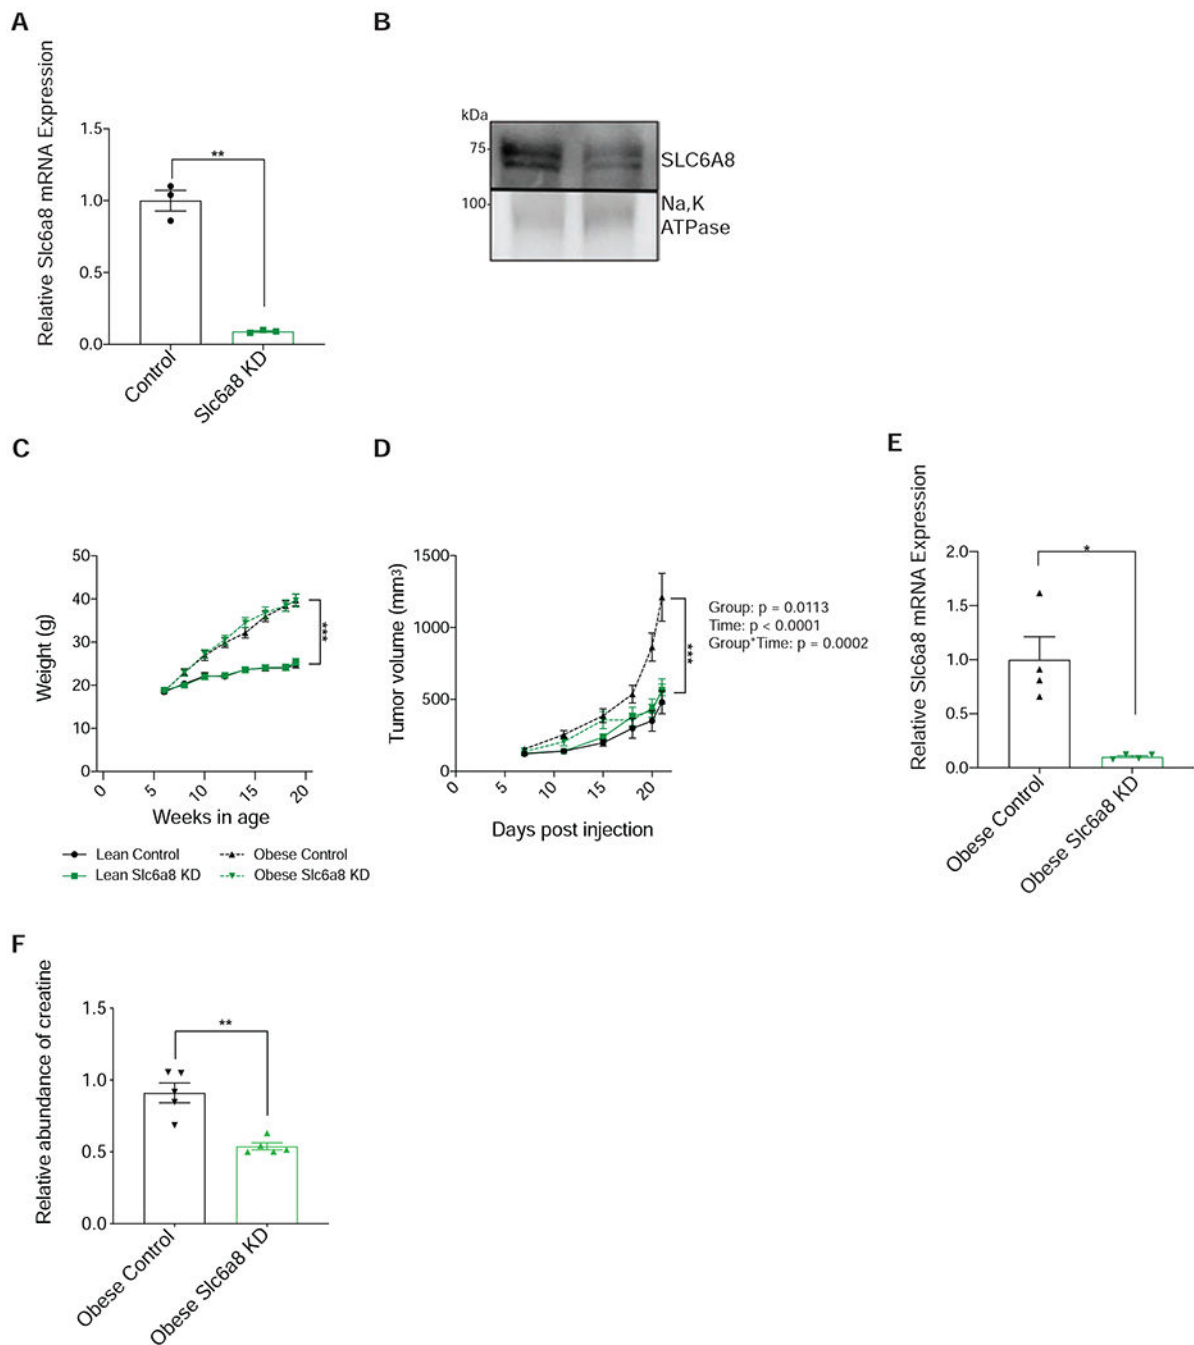 A
Relative Slc6a8 mRNA Expression
1.5
1.0
0.5
0.0
**
Control
Slc6a8 KD
B
kDa
75
100
SLC6A8
Na,K
ATPase
C
Weight (g)
50
40
30
20
10
0
0
5
10
15
20
***
Weeks in age
Lean Control
Obese Control
Lean Slc6a8 KD
Obese Slc6a8 KD
D
Tumor volume (mm3)
1500
1000
500
0
0
5
10
15
20
***
Days post injection
Group: p = 0.0113
Time: p < 0.0001
Group*Time: p = 0.0002
E
Relative Slc6a8 mRNA Expression
2.0
1.5
1.0
0.5
0.0
*
Obese Control
Obese Slc6a8 KD
F
Relative abundance of creatine
1.5
1.0
0.5
0.0
**
Obese Control
Obese Slc6a8 KD